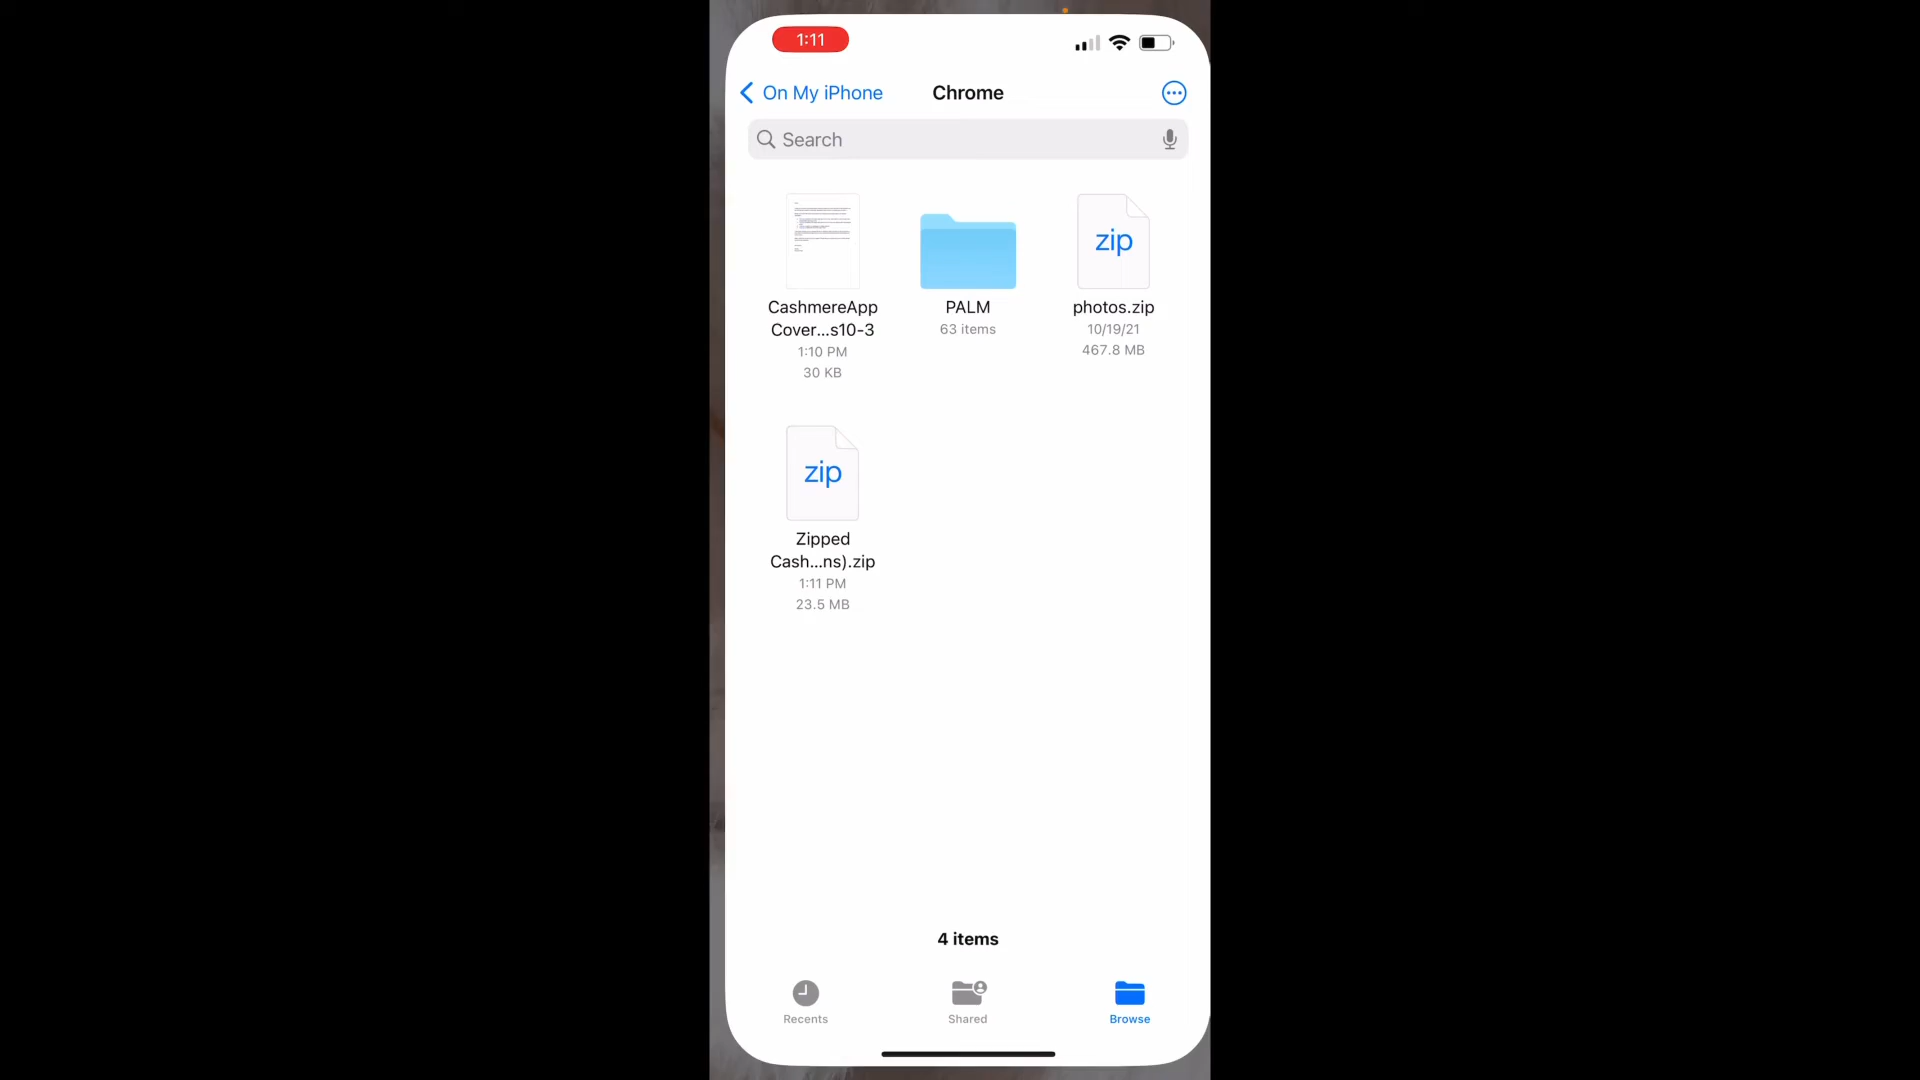 1:11
On My iPhone
Chrome
Search
zip
CashmereApp
Cover...s10-3
1:10 PM
30 KB
PALM
63 items
photos.zip
10/19/21
467.8 MB
zip
Zipped
Cash...ns).zip
1:11 PM
23.5 MB
4 items
Recents
Shared
Browse